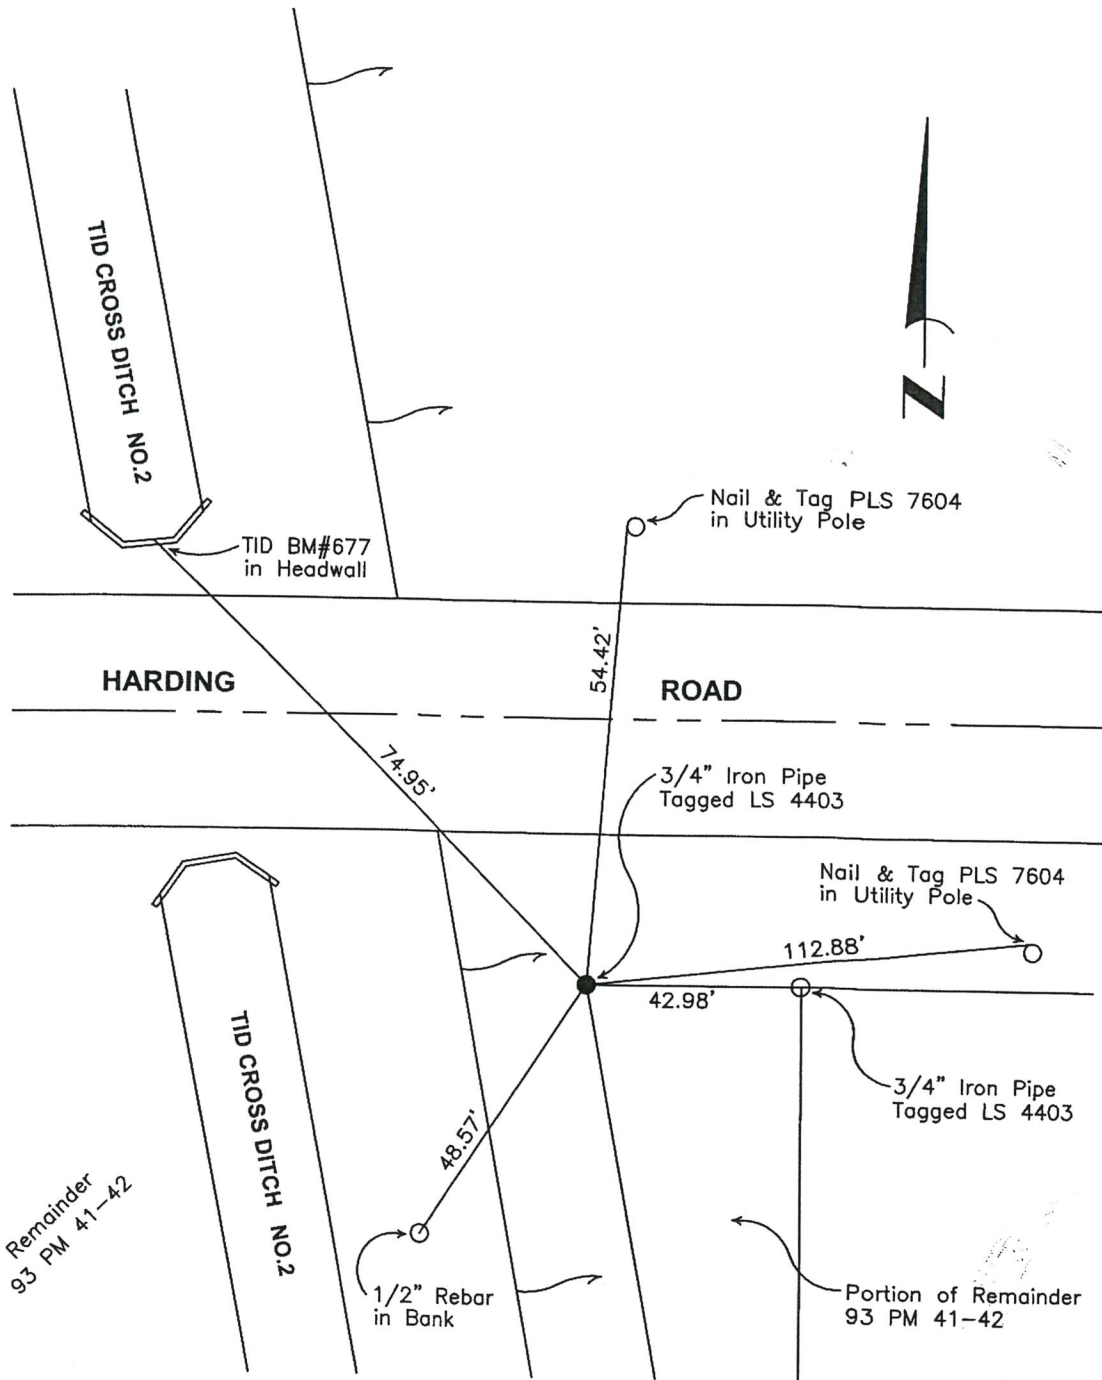 TID CROSS DITCH NO.2
N
Nail & Tag PLS 7604
in Utility Pole
TID BM#677
in Headwall
54.42'
HARDING
ROAD
74.95'
3/4" Iron Pipe
Tagged LS 4403
Nail & Tag PLS 7604
in Utility Pole
112.88'
42.98'
TID CROSS DITCH NO.2
3/4" Iron Pipe
Tagged LS 4403
48.57'
Remainder
93 PM 41-42
1/2" Rebar
in Bank
Portion of Remainder
93 PM 41-42